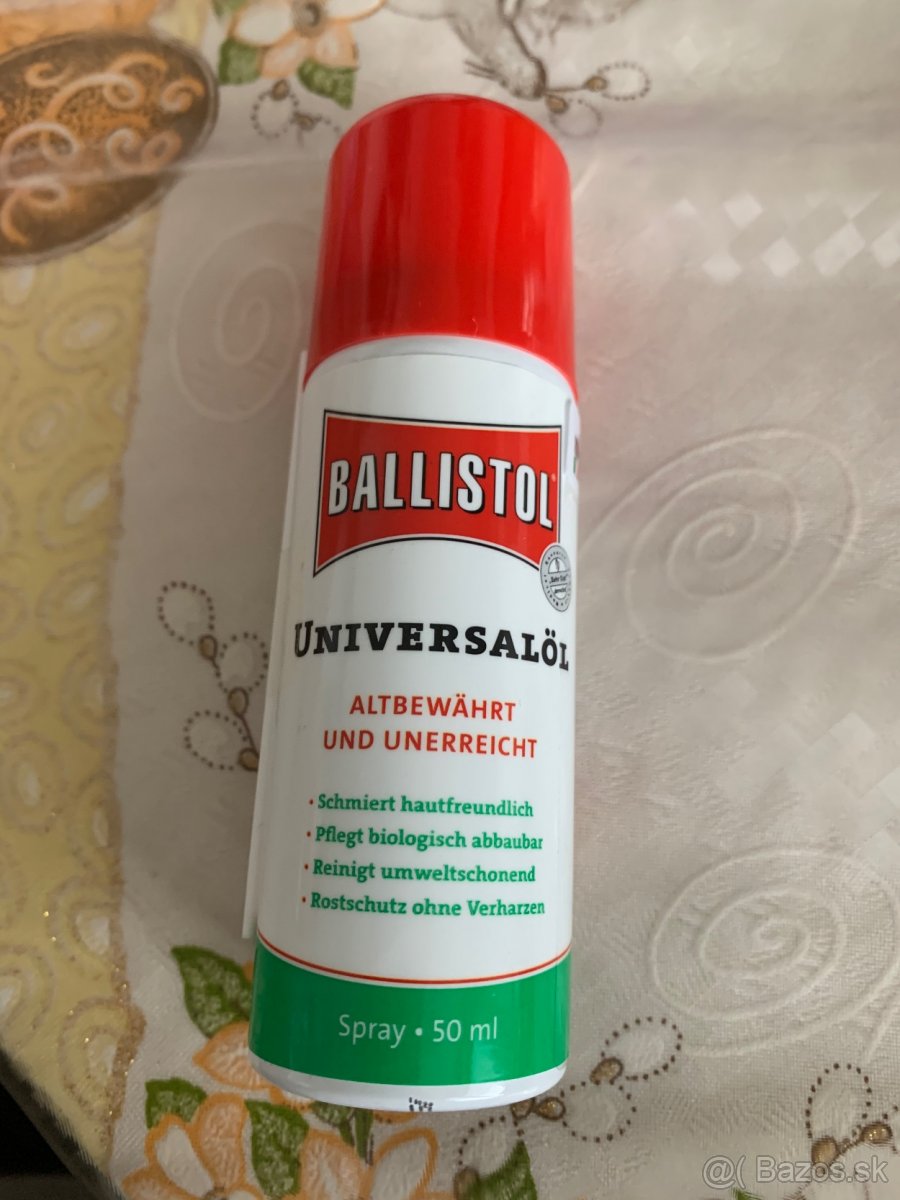 BALLISTOL
UNIVERSALÖL
ALTBEWÄHRT
UND UNERREICHT
• Schmiert hautfreundlich
• Pflegt biologisch abbaubar
• Reinigt umweltschonend
• Rostschutz ohne Verharzen
Spray • 50 ml
@( Bazos.sk